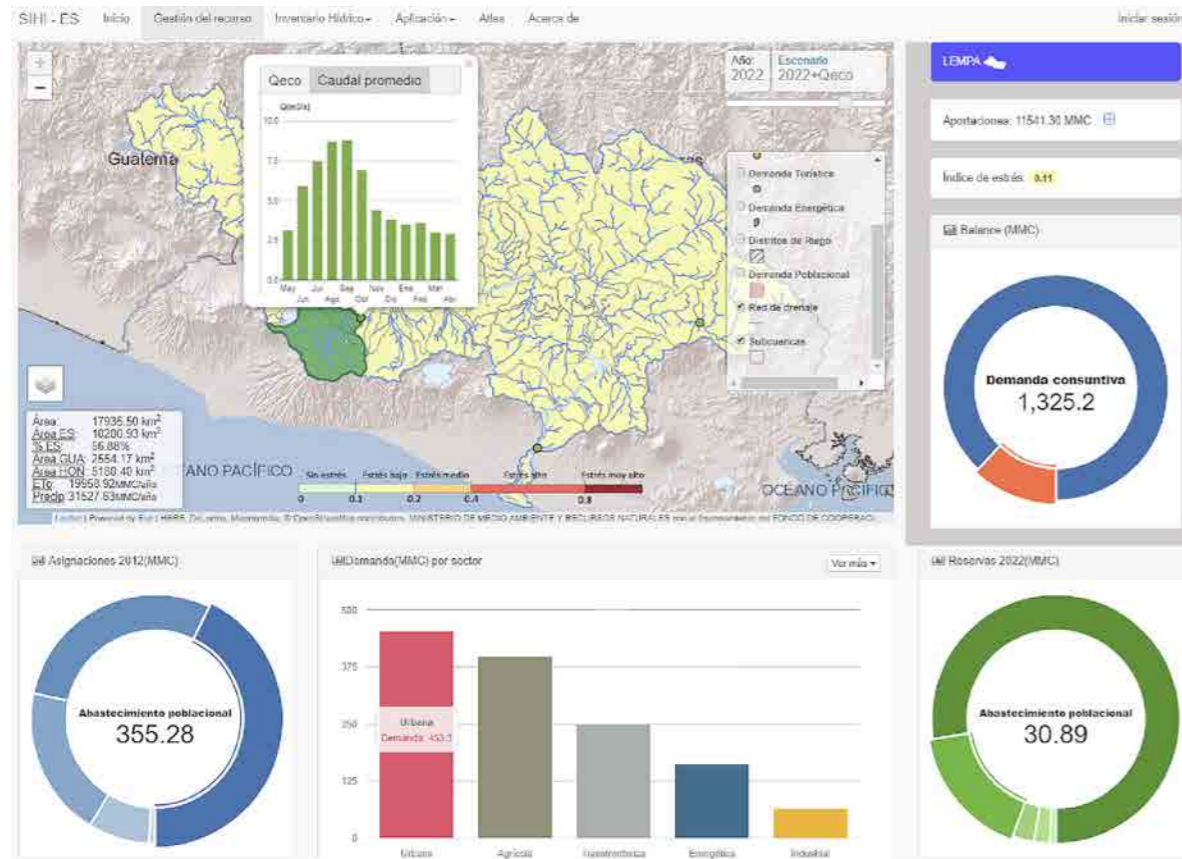 SIHI - ES Inicio Gestión del recurso Inventario Hídrico Aplicación Atlas Acerca de Iniciar sesión
+
−
Qeco Caudal promedio
10.0
7.5
5.0
2.5
0.0
May Jul Sep Nov Ene Mar
Jun Ago Oct Dic Feb Abr
Año: Escenario
2022 2022+Qeco
Guatema
Demanda Turística
Demanda Energética
Distritos de Riego
Demanda Poblacional
Red de drenaje
Subcuencas
Área: 17935.50 km2
Área ES: 10200.93 km2
% ES: 56.88%
Área GUA: 2554.17 km2
Área HON: 5180.40 km2
ETo: 19958.92MMC/año
Precip: 31527.63MMC/año
ÉANO PACÍFICO
OCÉANO PACÍFICO
Sin estrés Estrés bajo Estrés medio Estrés alto Estrés muy alto
0 0.1 0.2 0.4 0.8
LEMPA
Aportaciones: 11541.30 MMC
Índice de estrés: 0.11
Balance (MMC)
Demanda consuntiva
1,325.2
Asignaciones 2012(MMC)
Abastecimiento poblacional
355.28
Demanda(MMC) por sector
Ver más
500
375
250
125
0
Urbana
Demanda: 453.3
Urbano Agrícola Energética Industrial
Reservas 2022(MMC)
Abastecimiento poblacional
30.89